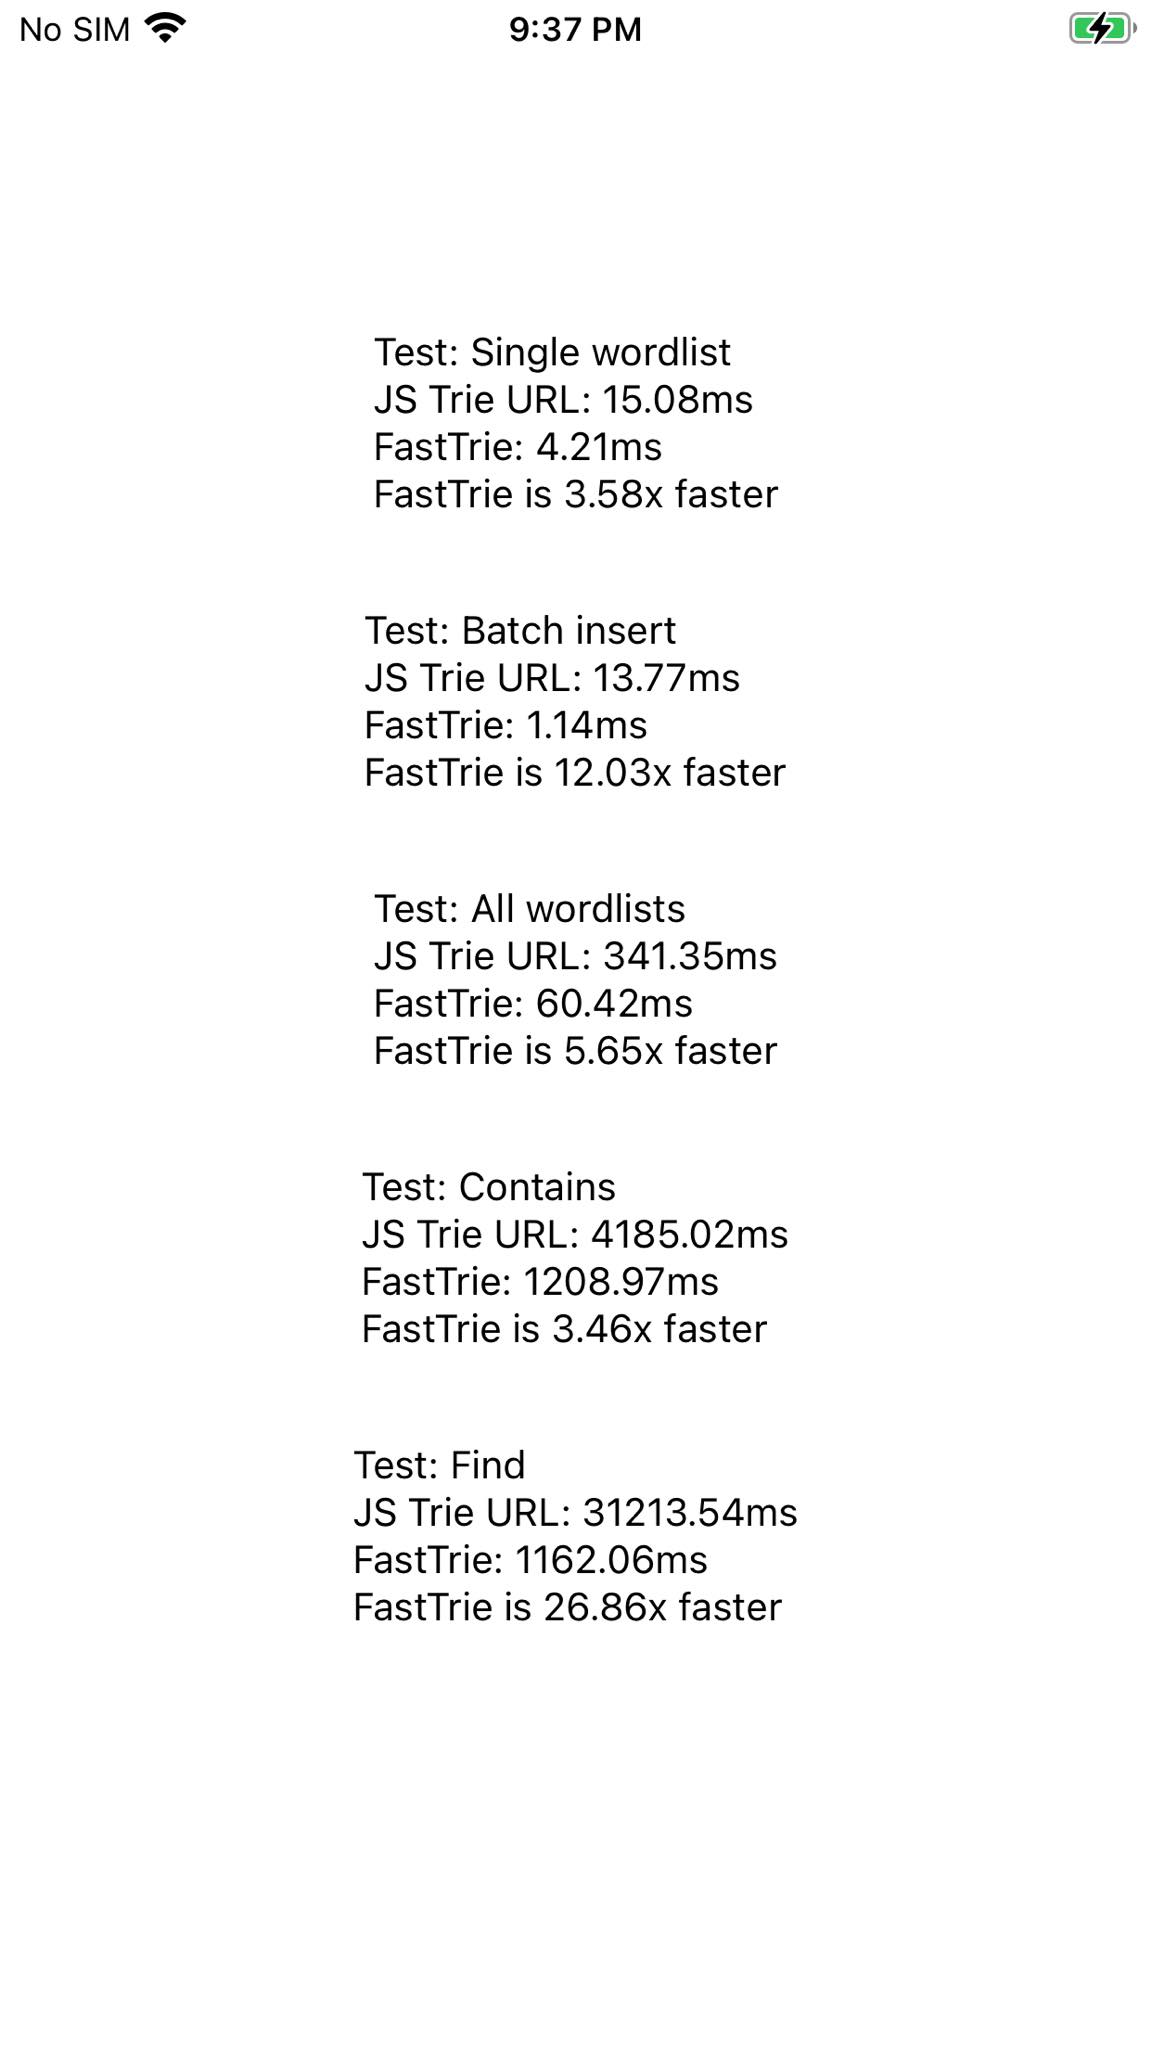 No SIM 9:37 PM
Test: Single wordlist
JS Trie URL: 15.08ms
FastTrie: 4.21ms
FastTrie is 3.58x faster
Test: Batch insert
JS Trie URL: 13.77ms
FastTrie: 1.14ms
FastTrie is 12.03x faster
Test: All wordlists
JS Trie URL: 341.35ms
FastTrie: 60.42ms
FastTrie is 5.65x faster
Test: Contains
JS Trie URL: 4185.02ms
FastTrie: 1208.97ms
FastTrie is 3.46x faster
Test: Find
JS Trie URL: 31213.54ms
FastTrie: 1162.06ms
FastTrie is 26.86x faster